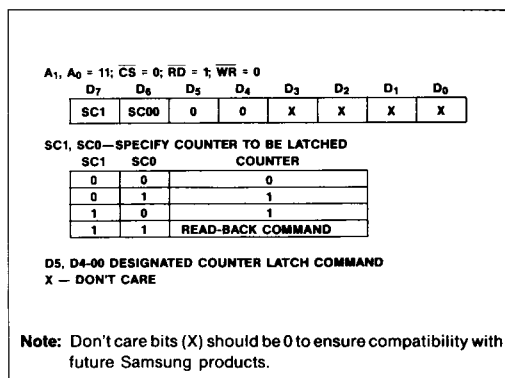 A1, A0 = 11; CS = 0; RD = 1; WR = 0
D7 D6 D5 D4 D3 D2 D1 D0
SC1 SC00 0 0 X X X X
SC1, SC0—SPECIFY COUNTER TO BE LATCHED
SC1 SC0 COUNTER
0 0 0
0 1 1
1 0 1
1 1 READ-BACK COMMAND
D5, D4-00 DESIGNATED COUNTER LATCH COMMAND
X — DON'T CARE
Note: Don't care bits (X) should be 0 to ensure compatibility with
future Samsung products.